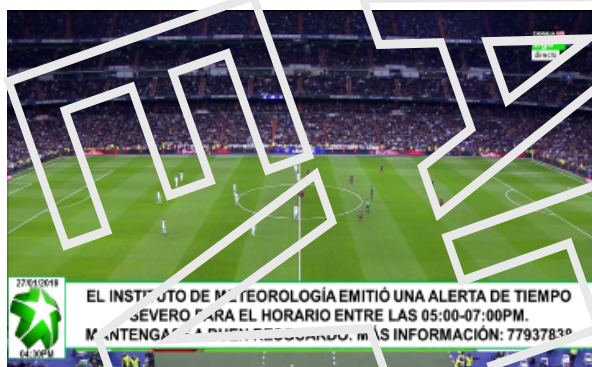 directo
27/01/2019
EL INSTITUTO DE METEOROLOGÍA EMITIÓ UNA ALERTA DE TIEMPO
SEVERO PARA EL HORARIO ENTRE LAS 05:00-07:00PM.
MANTENGASE A BUEN RESGUARDO. MÁS INFORMACIÓN: 77937838
04:30PM